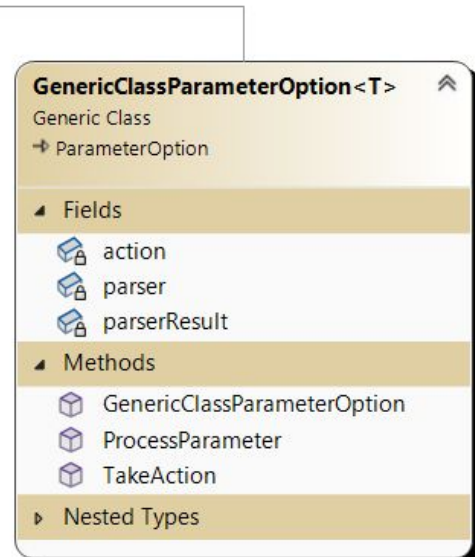 GenericClassParameterOption<T>
Generic Class
ParameterOption
Fields
action
parser
parserResult
Methods
GenericClassParameterOption
ProcessParameter
TakeAction
Nested Types